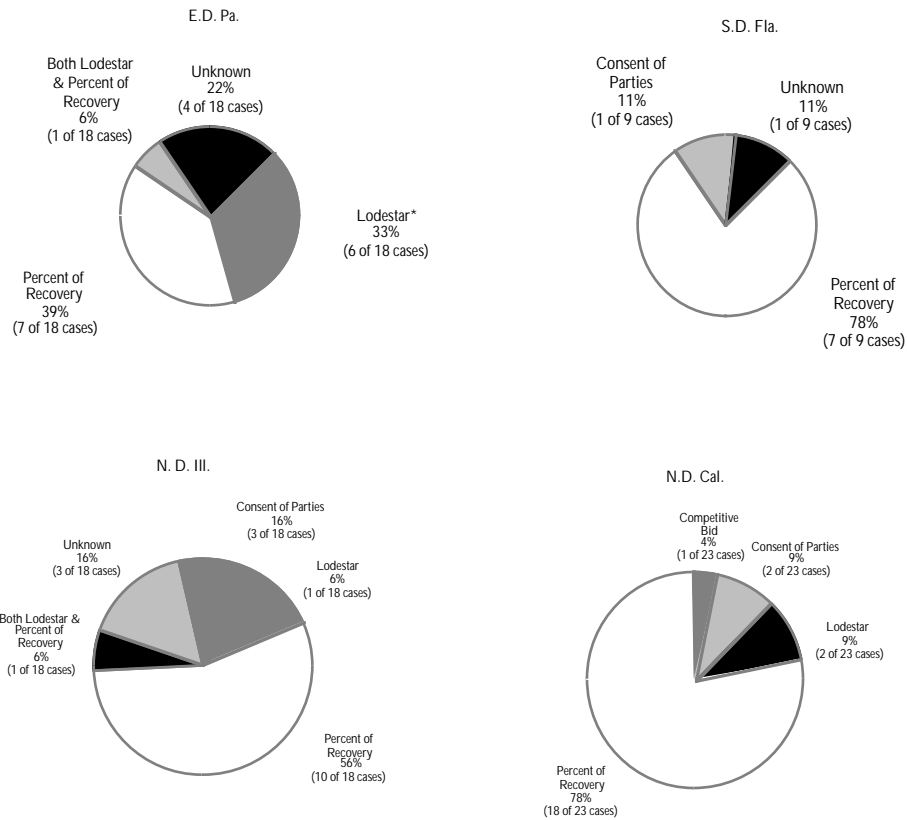 E.D. Pa.
Both Lodestar
& Percent of
Recovery
6%
(1 of 18 cases)
Unknown
22%
(4 of 18 cases)
Lodestar*
33%
(6 of 18 cases)
Percent of
Recovery
39%
(7 of 18 cases)
S.D. Fla.
Consent of
Parties
11%
(1 of 9 cases)
Unknown
11%
(1 of 9 cases)
Percent of
Recovery
78%
(7 of 9 cases)
N. D. Ill.
Consent of Parties
16%
(3 of 18 cases)
Unknown
16%
(3 of 18 cases)
Lodestar
6%
(1 of 18 cases)
Both Lodestar &
Percent of
Recovery
6%
(1 of 18 cases)
Percent of
Recovery
56%
(10 of 18 cases)
N.D. Cal.
Competitive
Bid
4%
(1 of 23 cases)
Consent of Parties
9%
(2 of 23 cases)
Lodestar
9%
(2 of 23 cases)
Percent of
Recovery
78%
(18 of 23 cases)